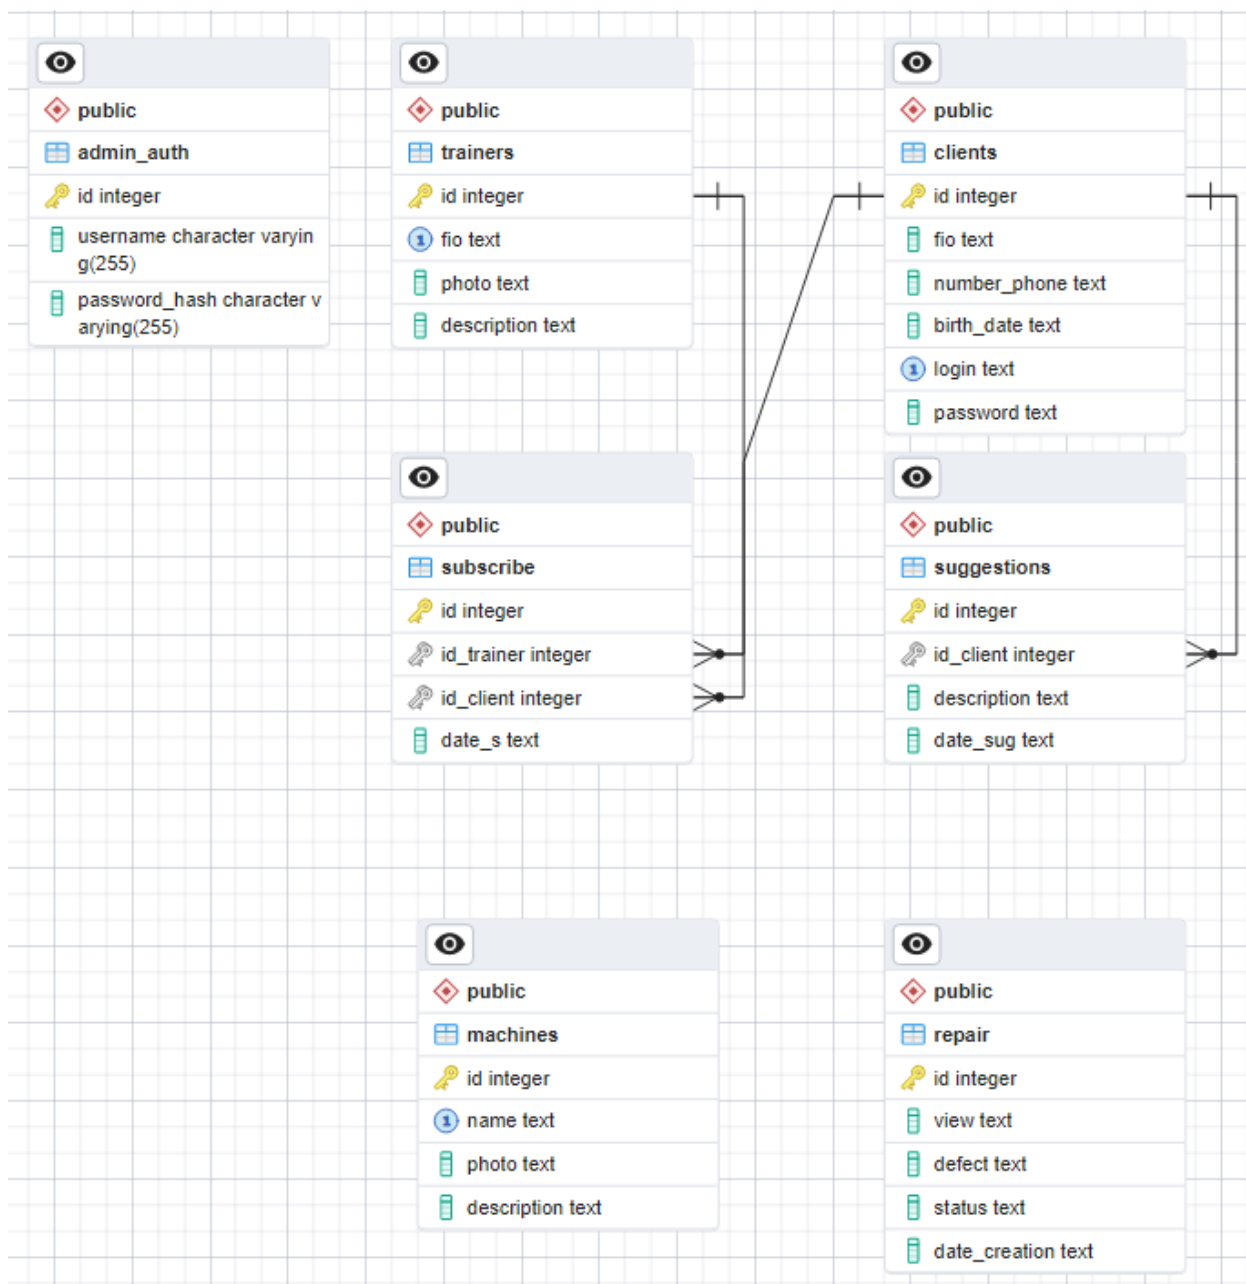 public
admin_auth
id integer
username character varyin
g(255)
password_hash character v
arying(255)
public
trainers
id integer
1 fio text
photo text
description text
public
clients
id integer
fio text
number_phone text
birth_date text
1 login text
password text
public
subscribe
id integer
id_trainer integer
id_client integer
date_s text
public
suggestions
id integer
id_client integer
description text
date_sug text
public
machines
id integer
1 name text
photo text
description text
public
repair
id integer
view text
defect text
status text
date_creation text